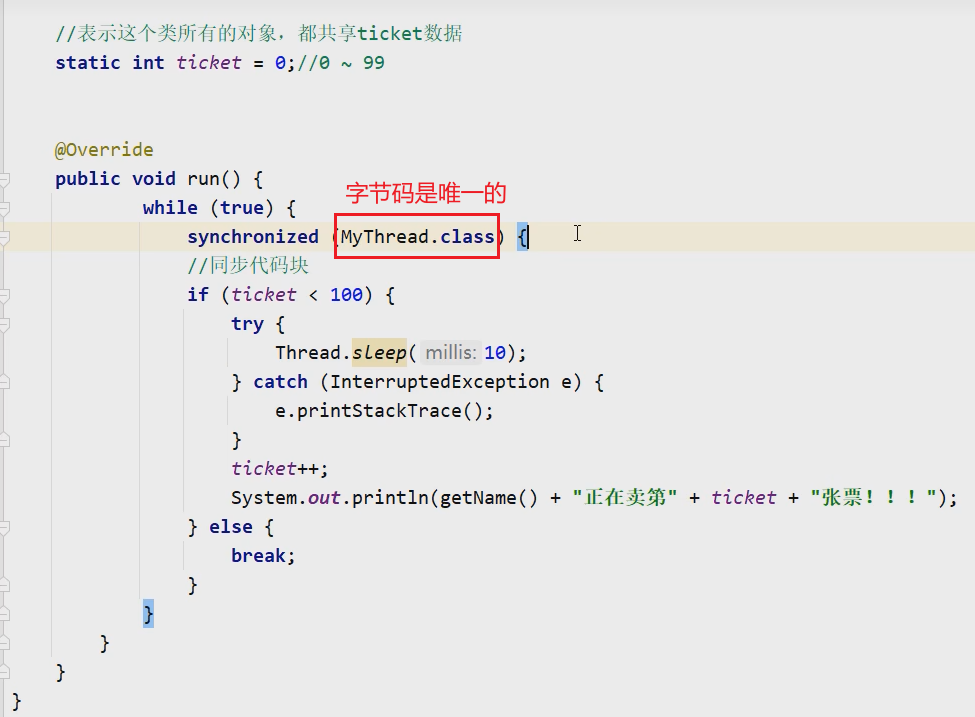 //表示这个类所有的对象，都共享ticket数据
static int ticket = 0;//0 ~ 99
@Override
public void run() {
字节码是唯一的
while (true) {
synchronized (MyThread.class) {
//同步代码块
if (ticket < 100) {
try {
Thread.sleep( millis: 10);
} catch (InterruptedException e) {
e.printStackTrace();
}
ticket++;
System.out.println(getName() + "正在卖第" + ticket + "张票！！！");
} else {
break;
}
}
}
}
}